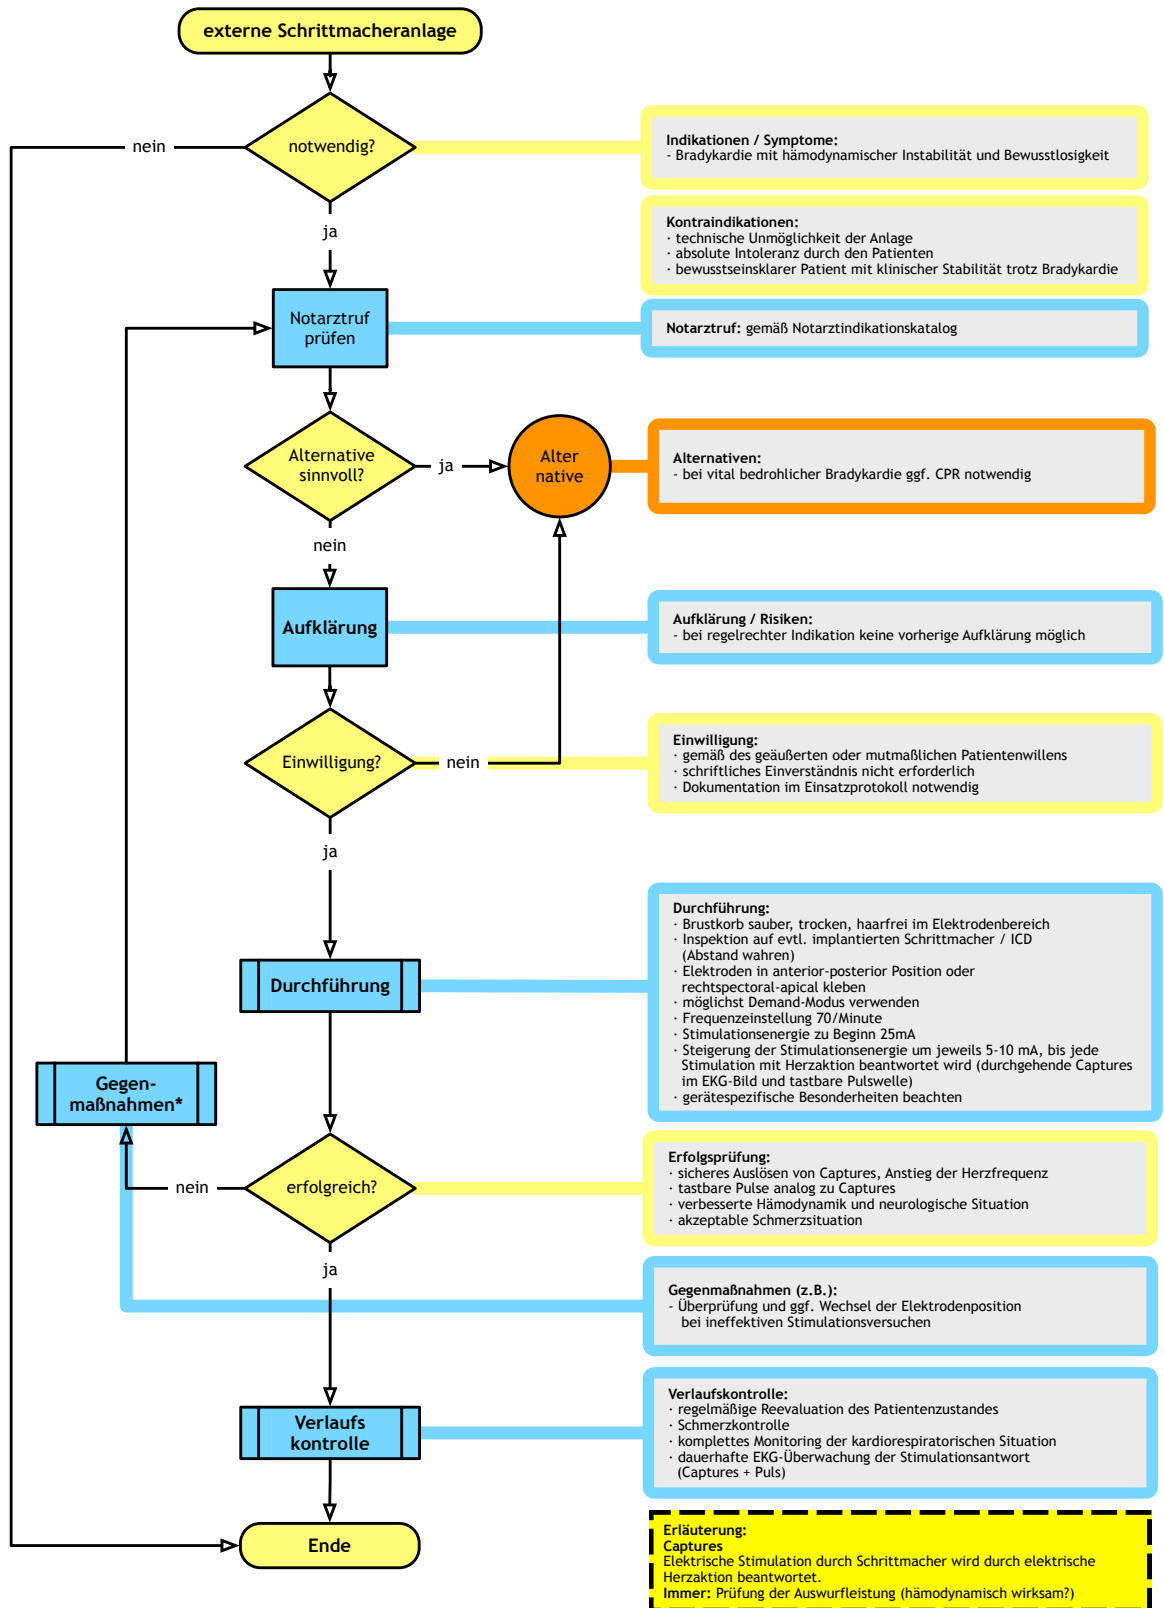 externe Schrittmacheranlage
nein
notwendig?
Indikationen / Symptome:
- Bradykardie mit hämodynamischer Instabilität und Bewusstlosigkeit
ja
Kontraindikationen:
· technische Unmöglichkeit der Anlage
· absolute Intoleranz durch den Patienten
· bewusstseinsklarer Patient mit klinischer Stabilität trotz Bradykardie
Notarztruf
prüfen
Notarztruf: gemäß Notarztindikationskatalog
Alternative
sinnvoll?
ja
Alter
native
Alternativen:
- bei vital bedrohlicher Bradykardie ggf. CPR notwendig
nein
Aufklärung
Aufklärung / Risiken:
- bei regelrechter Indikation keine vorherige Aufklärung möglich
Einwilligung?
nein
Einwilligung:
· gemäß des geäußerten oder mutmaßlichen Patientenwillens
· schriftliches Einverständnis nicht erforderlich
· Dokumentation im Einsatzprotokoll notwendig
ja
Durchführung
Durchführung:
· Brustkorb sauber, trocken, haarfrei im Elektrodenbereich
· Inspektion auf evtl. implantierten Schrittmacher / ICD
(Abstand wahren)
· Elektroden in anterior-posterior Position oder
rechtspectoral-apical kleben
· möglichst Demand-Modus verwenden
· Frequenzeinstellung 70/Minute
· Stimulationsenergie zu Beginn 25mA
· Steigerung der Stimulationsenergie um jeweils 5-10 mA, bis jede
Stimulation mit Herzaktion beantwortet wird (durchgehende Captures
im EKG-Bild und tastbare Pulswelle)
· gerätespezifische Besonderheiten beachten
Gegen-
maßnahmen*
nein
erfolgreich?
Erfolgsprüfung:
· sicheres Auslösen von Captures, Anstieg der Herzfrequenz
· tastbare Pulse analog zu Captures
· verbesserte Hämodynamik und neurologische Situation
· akzeptable Schmerzsituation
ja
Gegenmaßnahmen (z.B.):
- Überprüfung und ggf. Wechsel der Elektrodenposition
bei ineffektiven Stimulationsversuchen
Verlaufs
kontrolle
Verlaufskontrolle:
· regelmäßige Reevaluation des Patientenzustandes
· Schmerzkontrolle
· komplettes Monitoring der kardiorespiratorischen Situation
· dauerhafte EKG-Überwachung der Stimulationsantwort
(Captures + Puls)
Ende
Erläuterung:
Captures
Elektrische Stimulation durch Schrittmacher wird durch elektrische
Herzaktion beantwortet.
Immer: Prüfung der Auswurfleistung (hämodynamisch wirksam?)